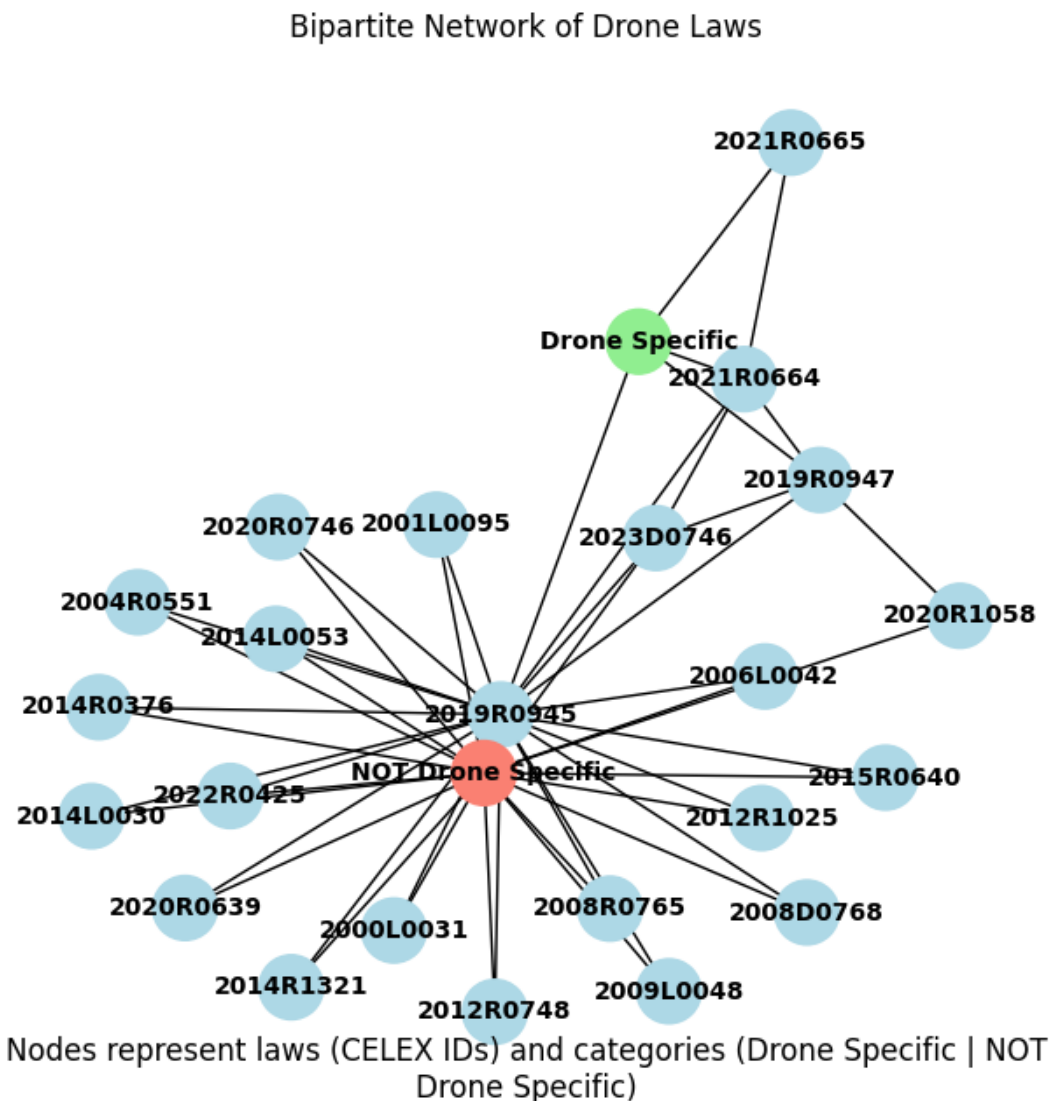 Bipartite Network of Drone Laws
2021R0665
Drone Specific
2021R0664
2019R0947
2020R0746
2001L0095
2023D0746
2004R0551
2014L0053
2020R1058
2006L0042
2014R0376
2019R0945
NOT Drone Specific
2015R0640
2022R0425
2014L0030
2012R1025
2020R0639
2000L0031
2008R0765
2008D0768
2014R1321
2012R0748
2009L0048
Nodes represent laws (CELEX IDs) and categories (Drone Specific | NOT
Drone Specific)